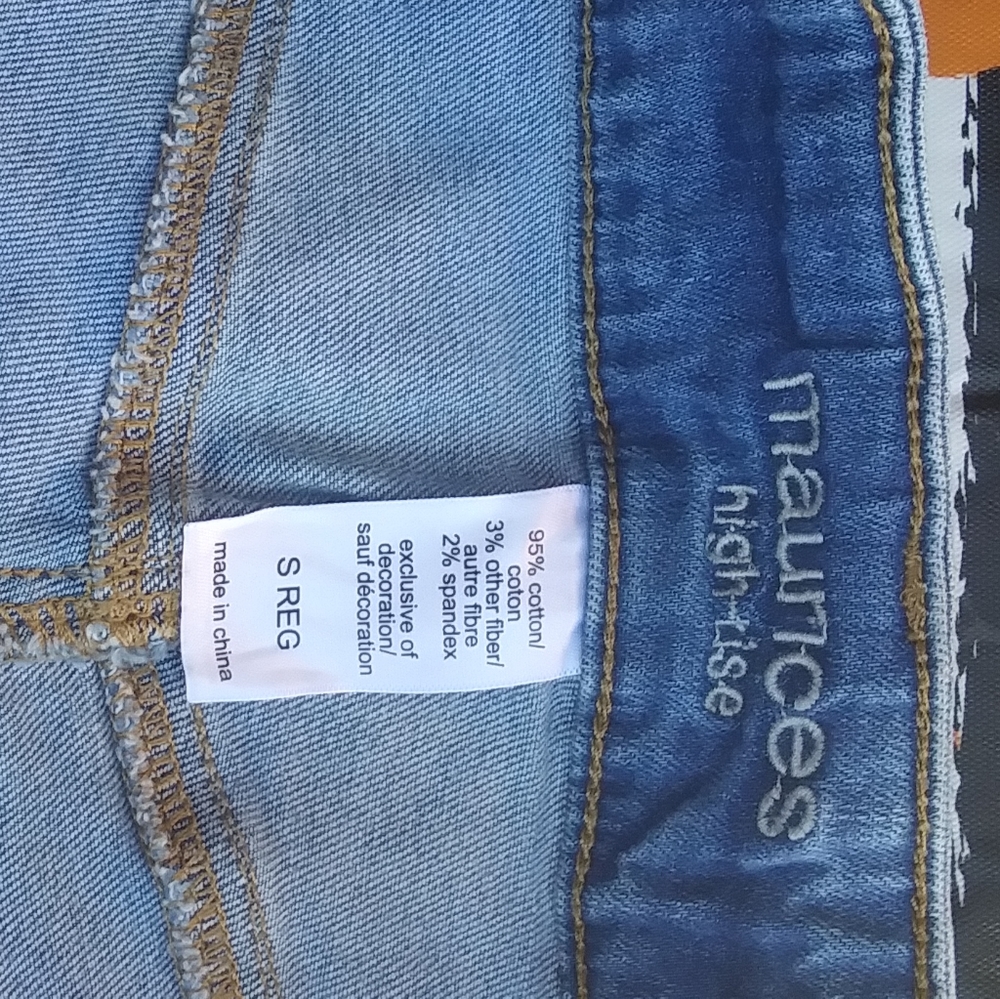 maurices
high-rise
95% cotton/
coton
3% other fiber/
autre fibre
2% spandex
exclusive of
decoration/
sauf décoration
S REG
made in china